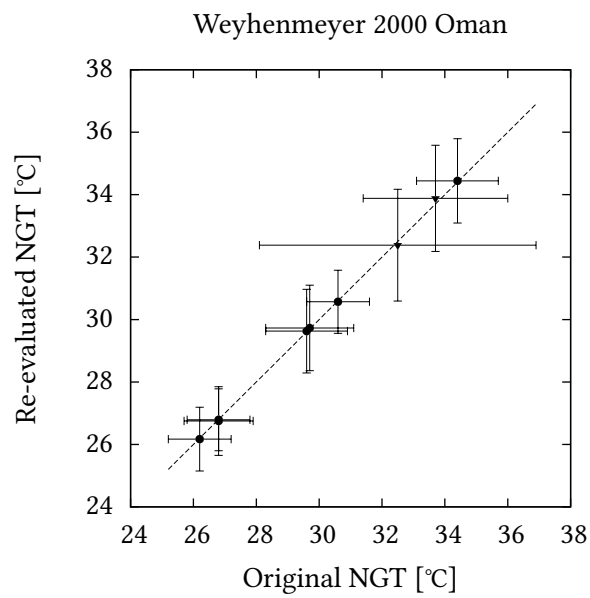 Weyhenmeyer 2000 Oman
38
36
34
32
30
28
26
24
Re-evaluated NGT [℃]
24 26 28 30 32 34 36 38
Original NGT [℃]